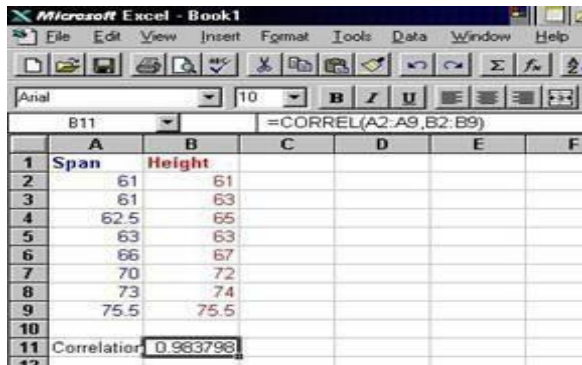 Microsoft Excel - Book1
File Edit View Insert Format Tools Data Window Help
Arial 10 B I U
B11 =CORREL(A2:A9,B2:B9)
A B C D E F
1 Span Height
2 61 61
3 61 63
4 62.5 65
5 63 63
6 66 67
7 70 72
8 73 74
9 75.5 75.5
10
11 Correlation 0.983798
12